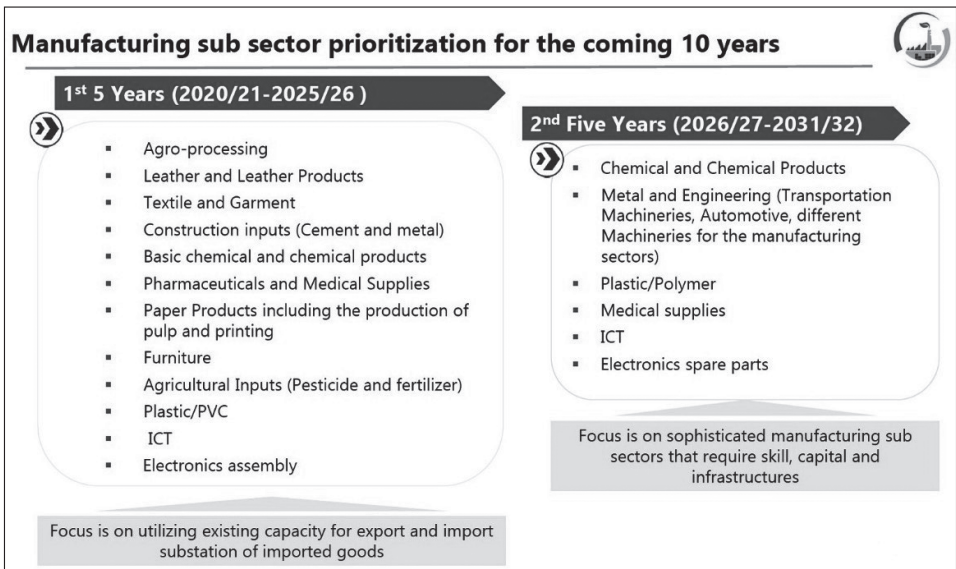 Manufacturing sub sector prioritization for the coming 10 years
1st 5 Years (2020/21-2025/26 )
Agro-processing
Leather and Leather Products
Textile and Garment
Construction inputs (Cement and metal)
Basic chemical and chemical products
Pharmaceuticals and Medical Supplies
Paper Products including the production of
pulp and printing
Furniture
Agricultural Inputs (Pesticide and fertilizer)
Plastic/PVC
ICT
Electronics assembly
Focus is on utilizing existing capacity for export and import
substation of imported goods
2nd Five Years (2026/27-2031/32)
Chemical and Chemical Products
Metal and Engineering (Transportation
Machineries, Automotive, different
Machineries for the manufacturing
sectors)
Plastic/Polymer
Medical supplies
ICT
Electronics spare parts
Focus is on sophisticated manufacturing sub
sectors that require skill, capital and
infrastructures